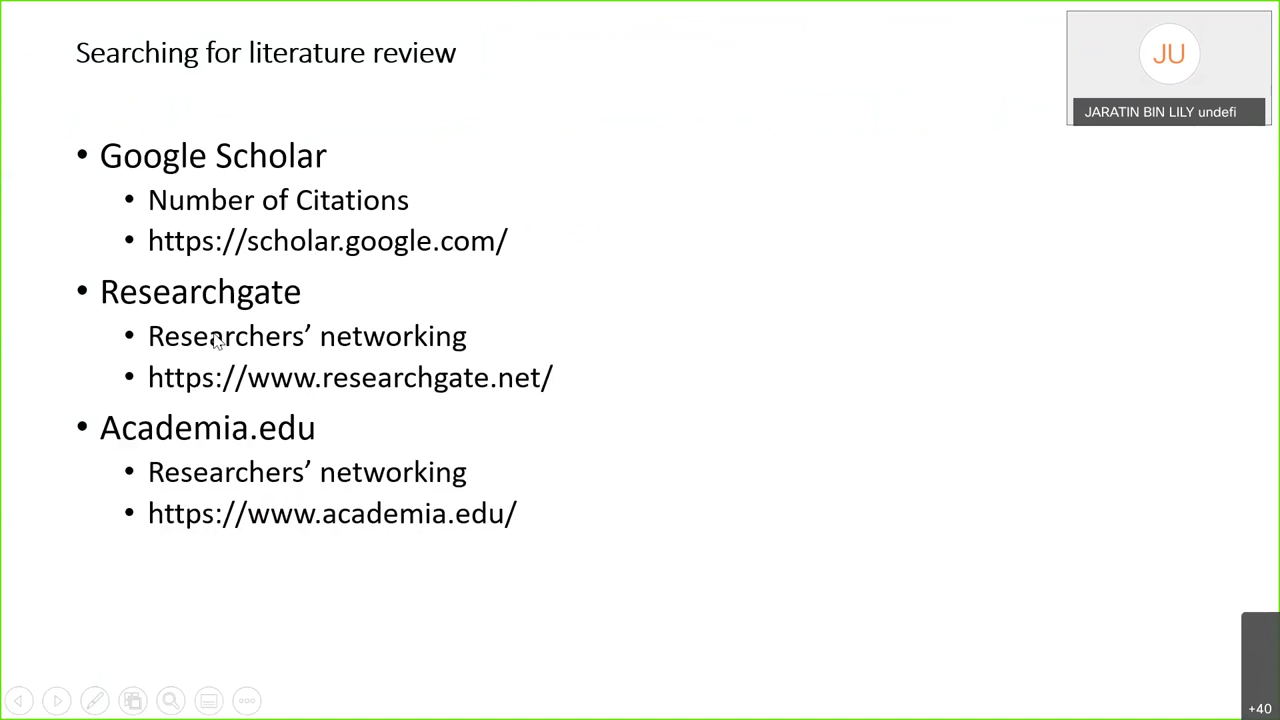 Searching for literature review
JU
JARATIN BIN LILY undefi
• Google Scholar
• Number of Citations
• https://scholar.google.com/
• Researchgate
• Researchers’ networking
• https://www.researchgate.net/
• Academia.edu
• Researchers’ networking
• https://www.academia.edu/
+40